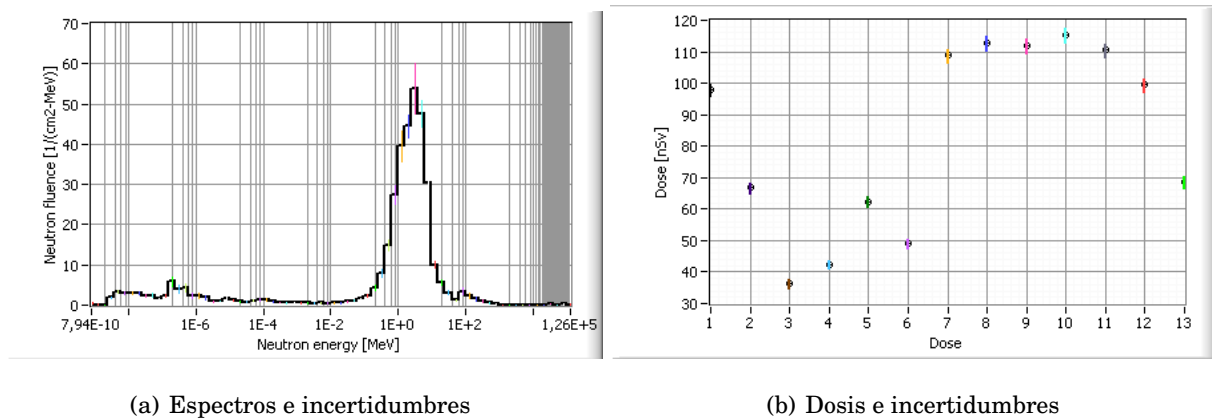 70
60
50
40
30
20
10
0
Neutron fluence [1/(cm2-MeV)]
7,94E-10 1E-6 1E-4 1E-2 1E+0 1E+2 1,26E+5
Neutron energy [MeV]
120
110
100
90
80
70
60
50
40
30
Dose [nSv]
1 2 3 4 5 6 7 8 9 10 11 12 13
Dose
(a) Espectros e incertidumbres
(b) Dosis e incertidumbres